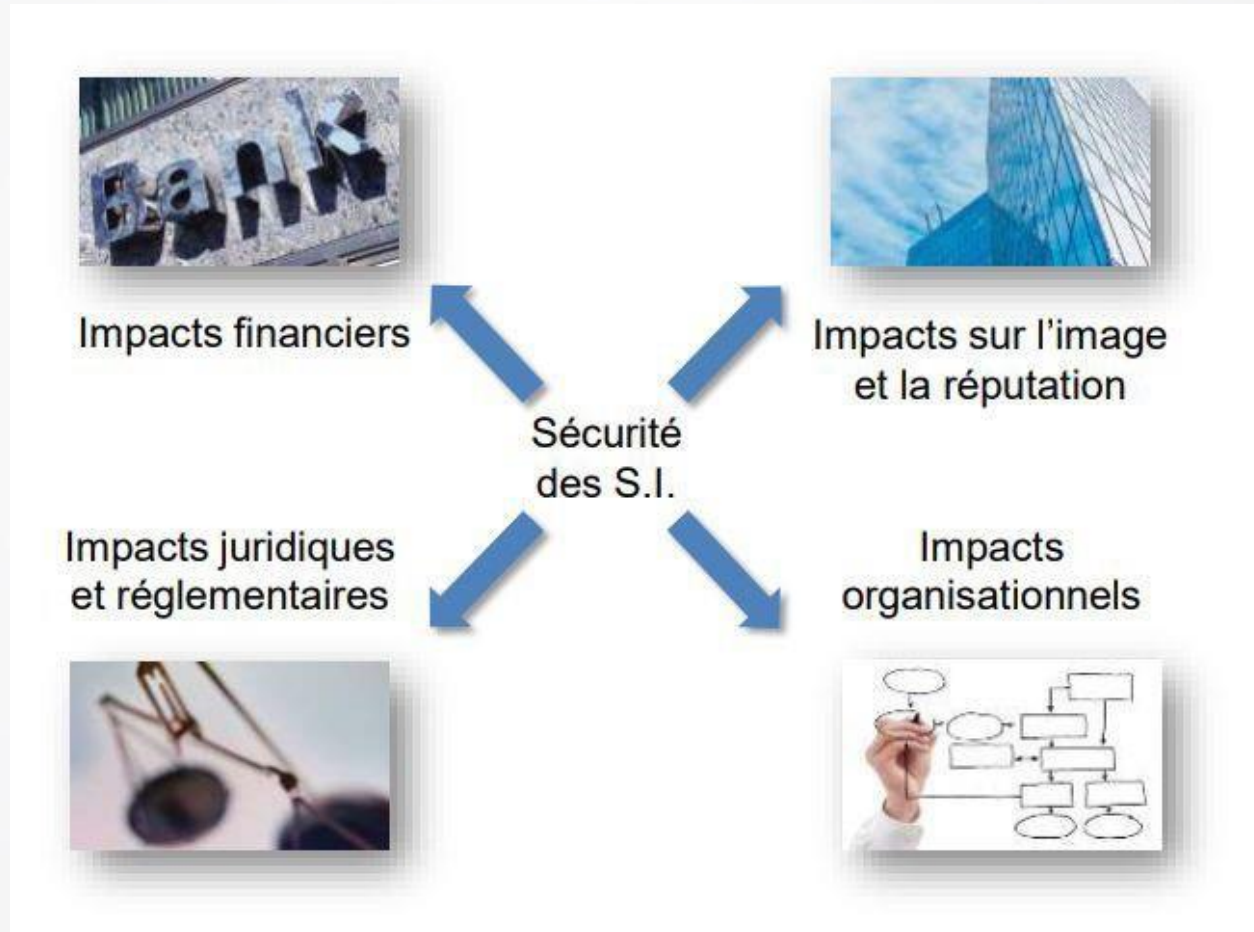 Bank
Impacts financiers
Impacts sur l’image
et la réputation
Sécurité
des S.I.
Impacts juridiques
et réglementaires
Impacts
organisationnels